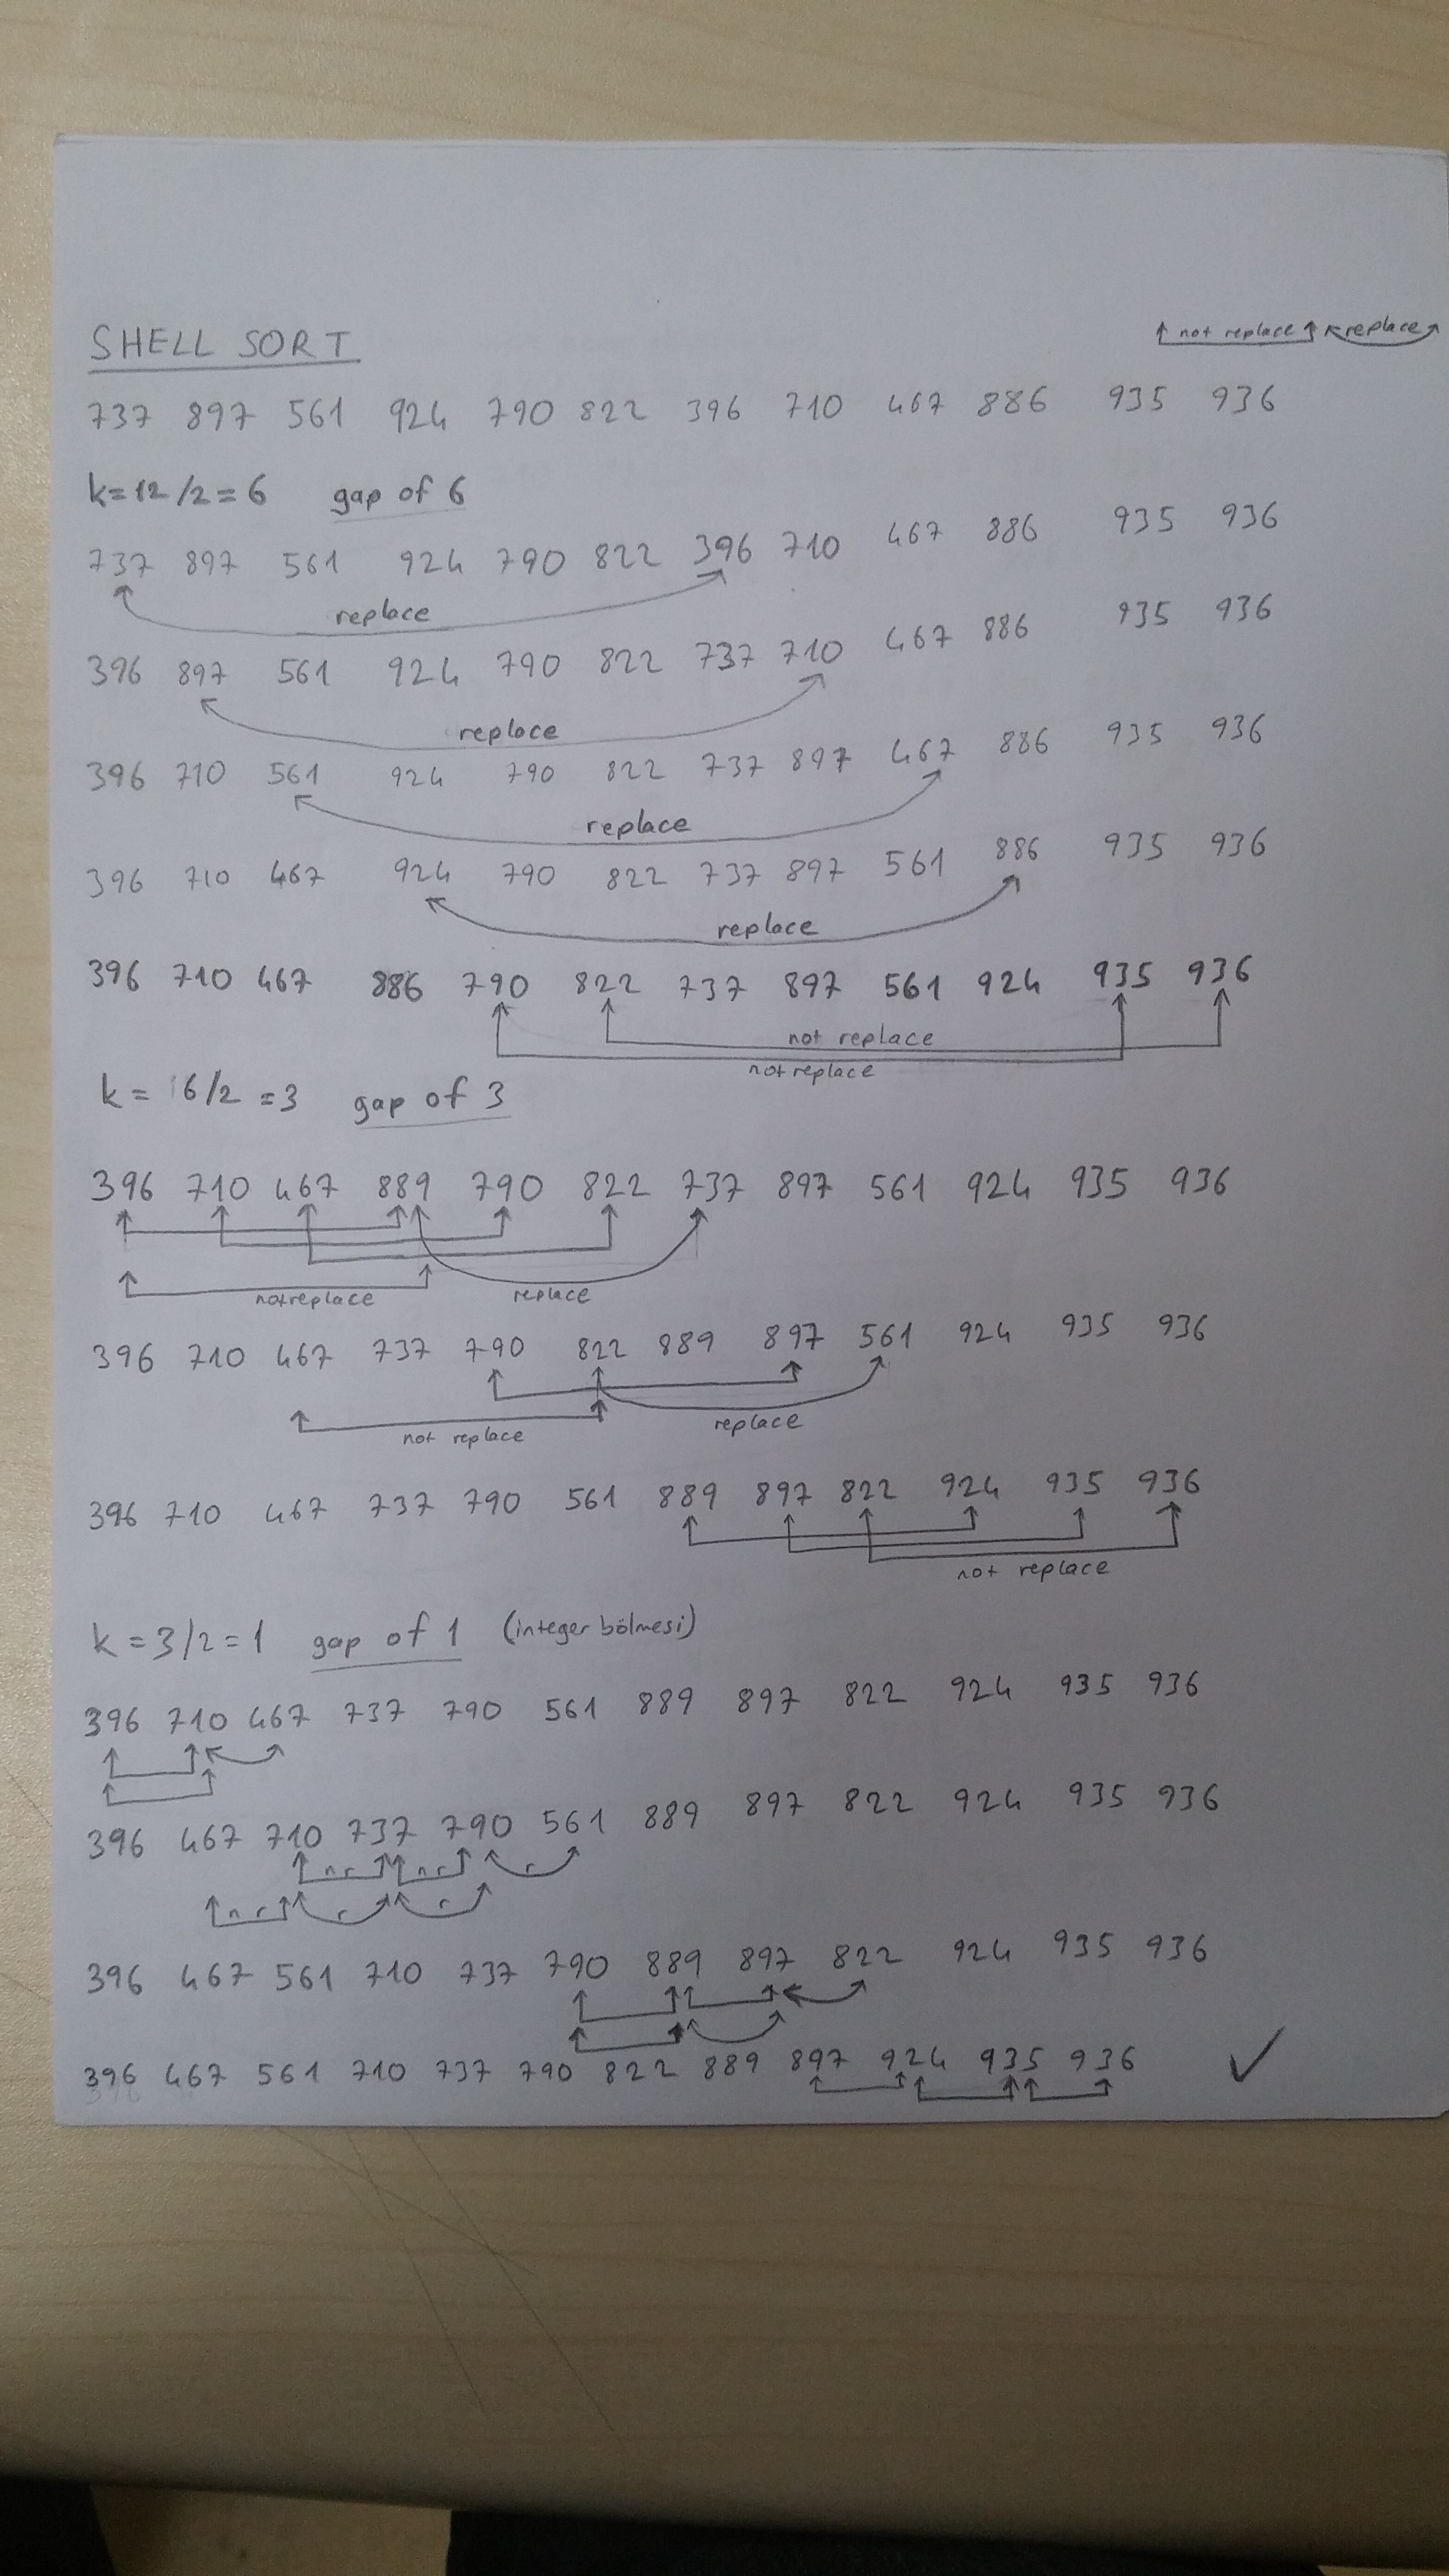 SHELL SORT
not replace replace
737 897 561 924 790 822 396 710 467 886 935 936
k=12/2=6 gap of 6
737 897 561 924 790 822 396 710 467 886 935 936
replace
396 897 561 924 790 822 737 710 467 886 935 936
replace
396 710 561 924 790 822 737 897 467 886 935 936
replace
396 710 467 924 790 822 737 897 561 886 935 936
replace
396 710 467 886 790 822 737 897 561 924 935 936
not replace
not replace
k = 6/2 = 3 gap of 3
396 710 467 889 790 822 737 897 561 924 935 936
not replace replace
396 710 467 737 790 822 889 897 561 924 935 936
not replace replace
396 710 467 737 790 561 889 897 822 924 935 936
not replace
k = 3/2 = 1 gap of 1 (integer bölmesi)
396 710 467 737 790 561 889 897 822 924 935 936
396 467 710 737 790 561 889 897 822 924 935 936
nr nr r
nr r r
396 467 561 710 737 790 889 897 822 924 935 936
396 467 561 710 737 790 822 889 897 924 935 936 ✓